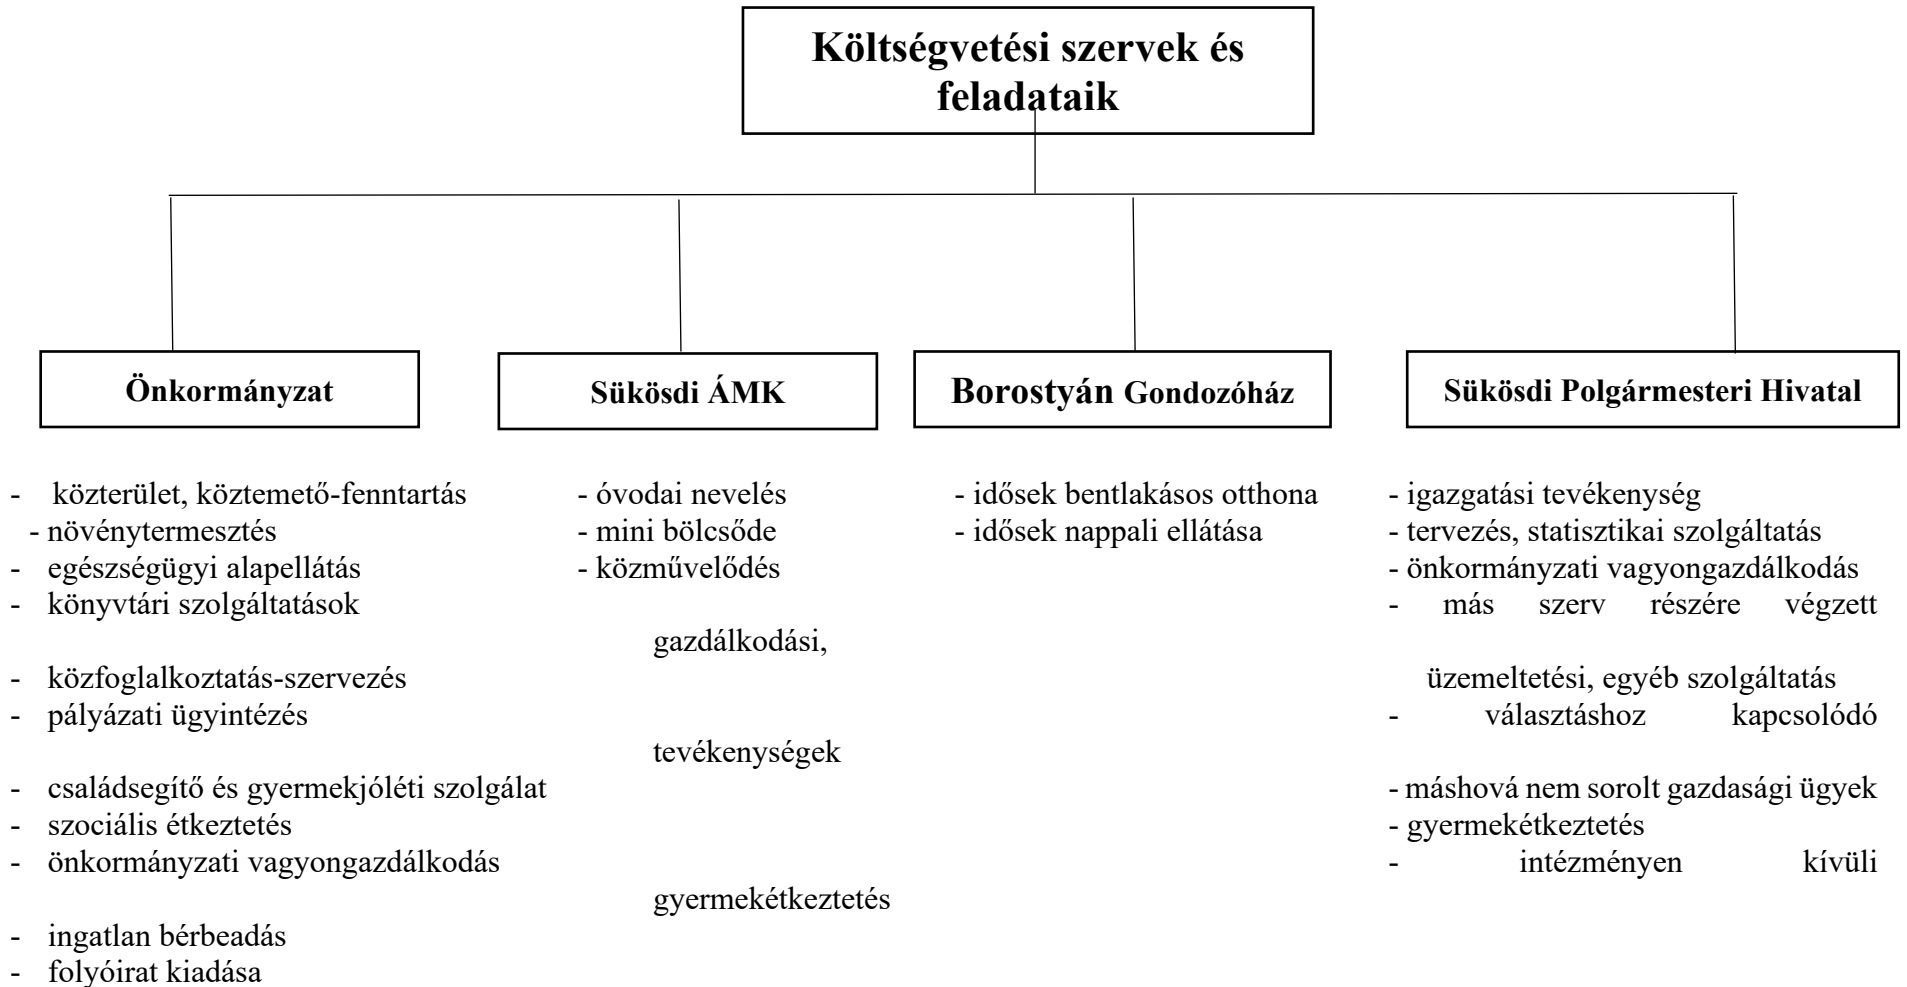 Költségvetési szervek és
feladataik
Önkormányzat
Sükösdi ÁMK
Borostyán Gondozóház
Sükösdi Polgármesteri Hivatal
- közterület, köztemető-fenntartás - óvodai nevelés - idősek bentlakásos otthona - igazgatási tevékenység
- növénytermesztés - mini bölcsőde - idősek nappali ellátása - tervezés, statisztikai szolgáltatás
- egészségügyi alapellátás - közművelődés - önkormányzati vagyongazdálkodás
- könyvtári szolgáltatások - más szerv részére végzett
gazdálkodási,
- közfoglalkoztatás-szervezés üzemeltetési, egyéb szolgáltatás
- pályázati ügyintézés - választáshoz kapcsolódó
tevékenységek
- családsegítő és gyermekjóléti szolgálat - máshová nem sorolt gazdasági ügyek
- szociális étkeztetés - gyermekétkeztetés
- önkormányzati vagyongazdálkodás - intézményen kívüli
gyermekétkeztetés
- ingatlan bérbeadás
- folyóirat kiadása